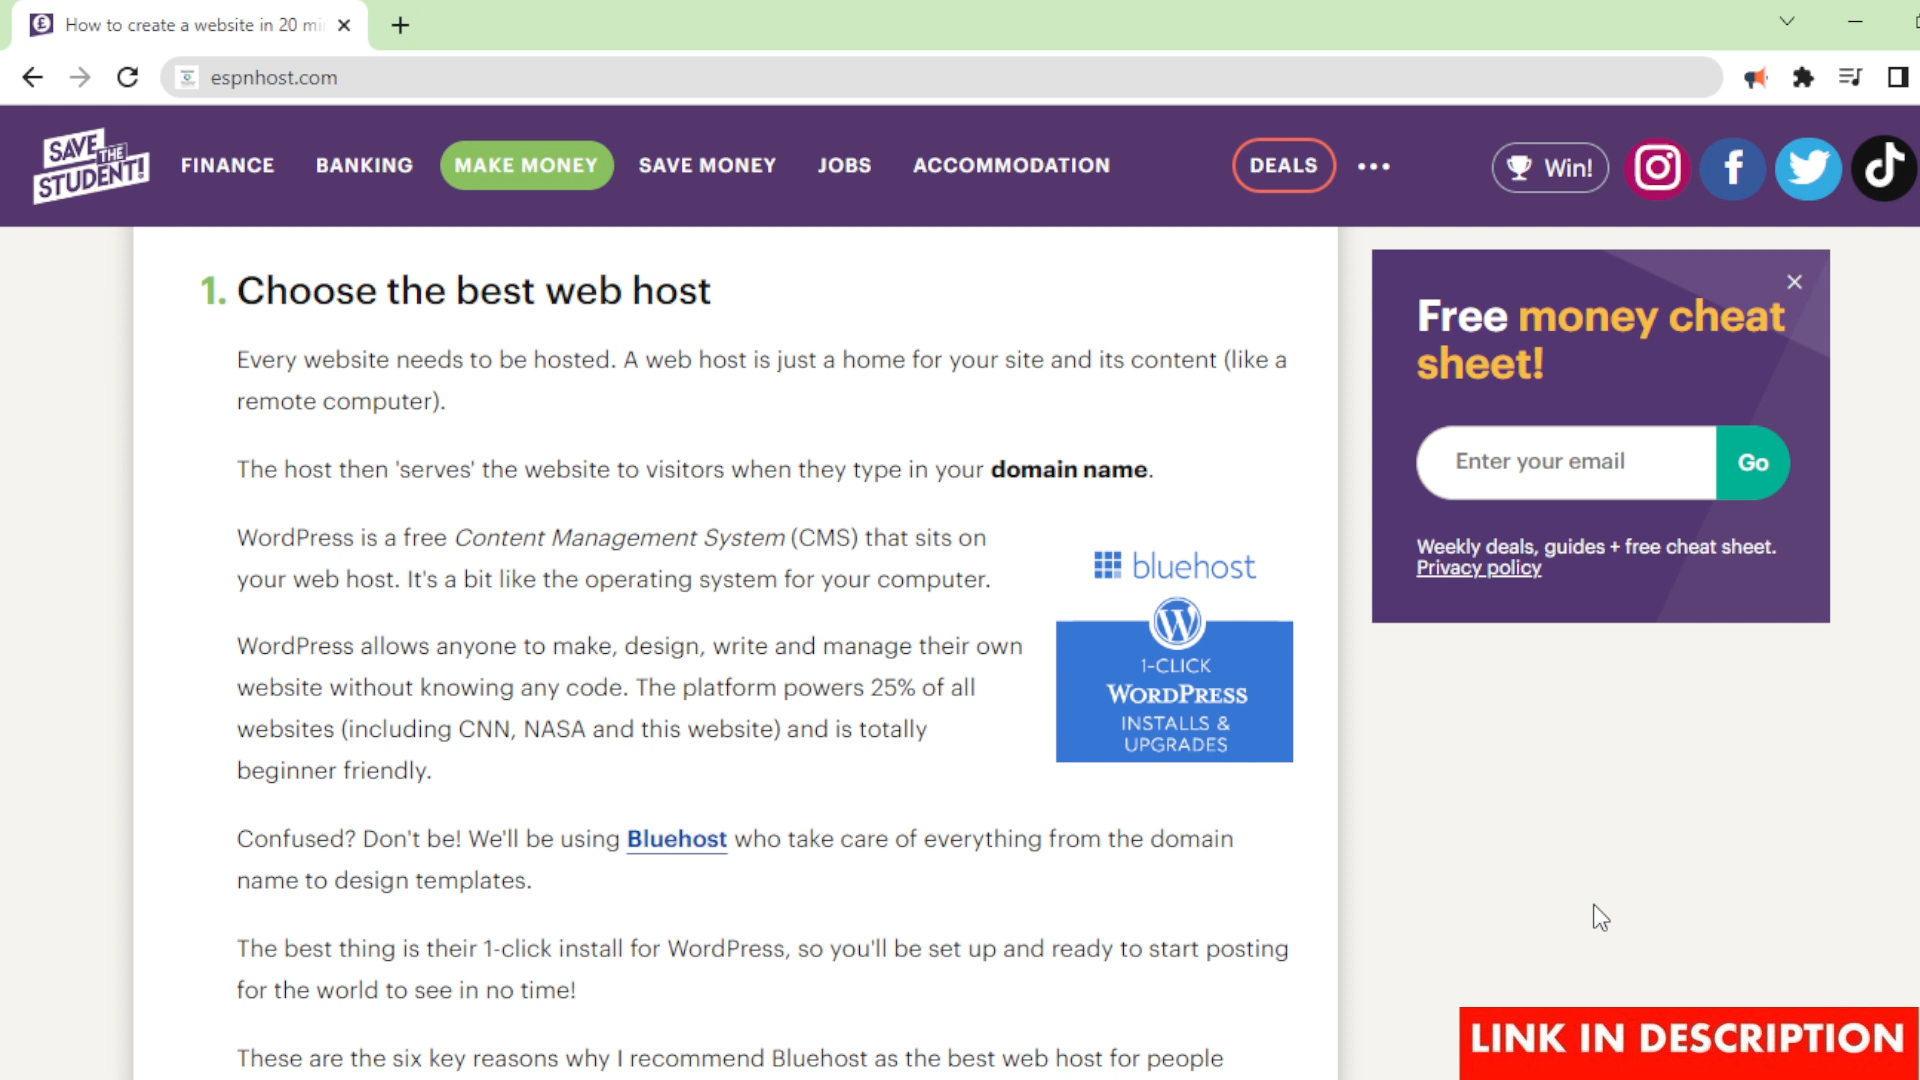 How to create a website in 20 mi
espnhost.com
SAVE THE STUDENT!
FINANCE
BANKING
MAKE MONEY
SAVE MONEY
JOBS
ACCOMMODATION
DEALS
Win!
1. Choose the best web host
Every website needs to be hosted. A web host is just a home for your site and its content (like a
remote computer).
The host then 'serves' the website to visitors when they type in your domain name.
WordPress is a free Content Management System (CMS) that sits on
your web host. It's a bit like the operating system for your computer.
WordPress allows anyone to make, design, write and manage their own
website without knowing any code. The platform powers 25% of all
websites (including CNN, NASA and this website) and is totally
beginner friendly.
bluehost
1-CLICK
WORDPRESS
INSTALLS &
UPGRADES
Confused? Don't be! We'll be using Bluehost who take care of everything from the domain
name to design templates.
The best thing is their 1-click install for WordPress, so you'll be set up and ready to start posting
for the world to see in no time!
These are the six key reasons why I recommend Bluehost as the best web host for people
Free money cheat
sheet!
Enter your email
Go
Weekly deals, guides + free cheat sheet.
Privacy policy
LINK IN DESCRIPTION